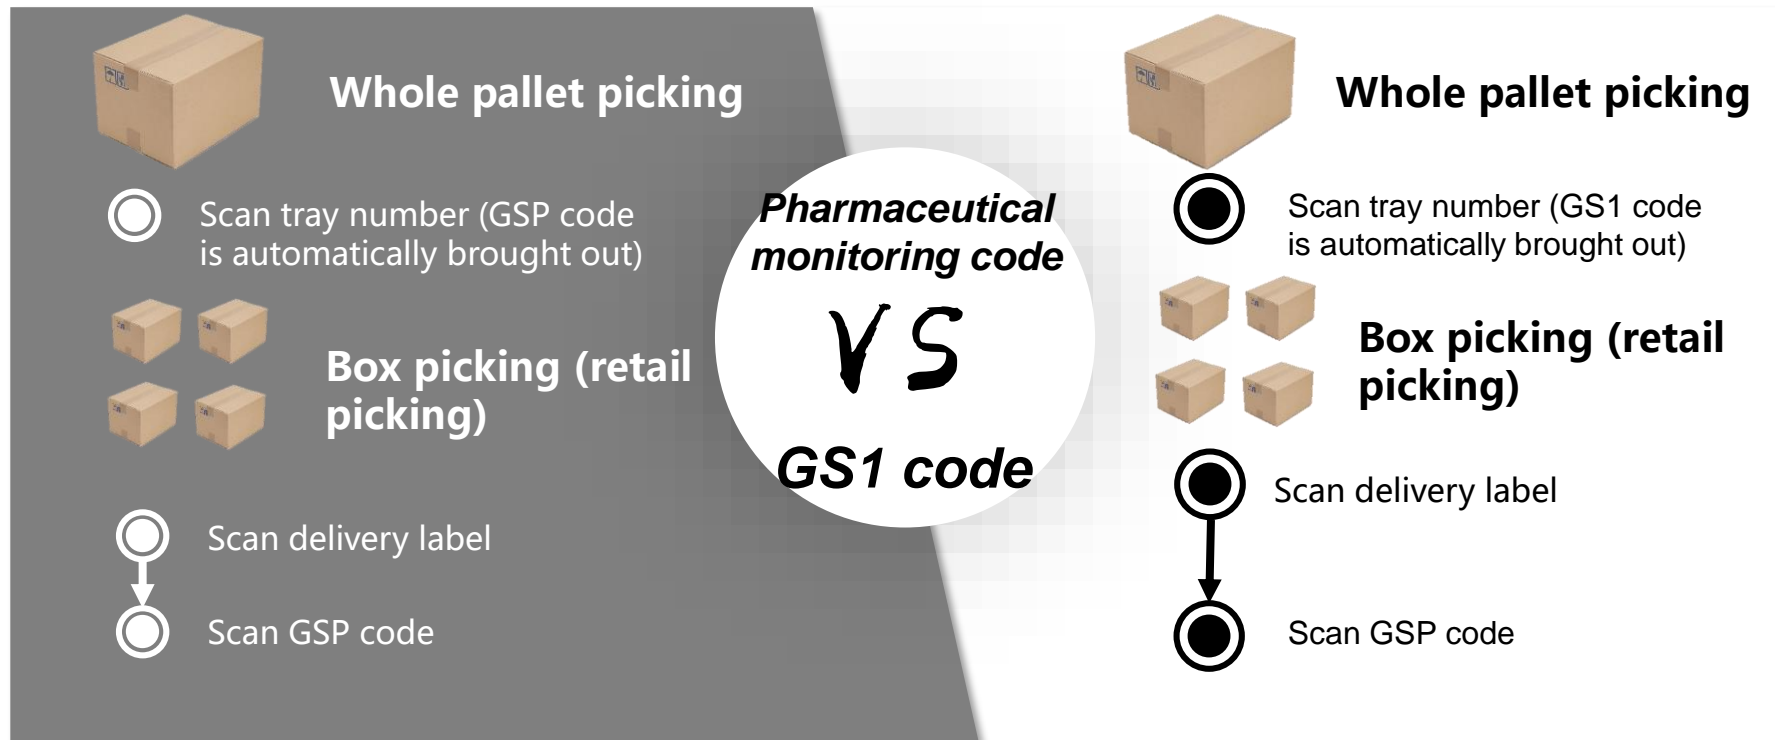 Whole pallet picking
Scan tray number (GSP code
is automatically brought out)
Box picking (retail
picking)
Scan delivery label
Scan GSP code
Pharmaceutical
monitoring code
VS
GS1 code
Whole pallet picking
Scan tray number (GS1 code
is automatically brought out)
Box picking (retail
picking)
Scan delivery label
Scan GSP code